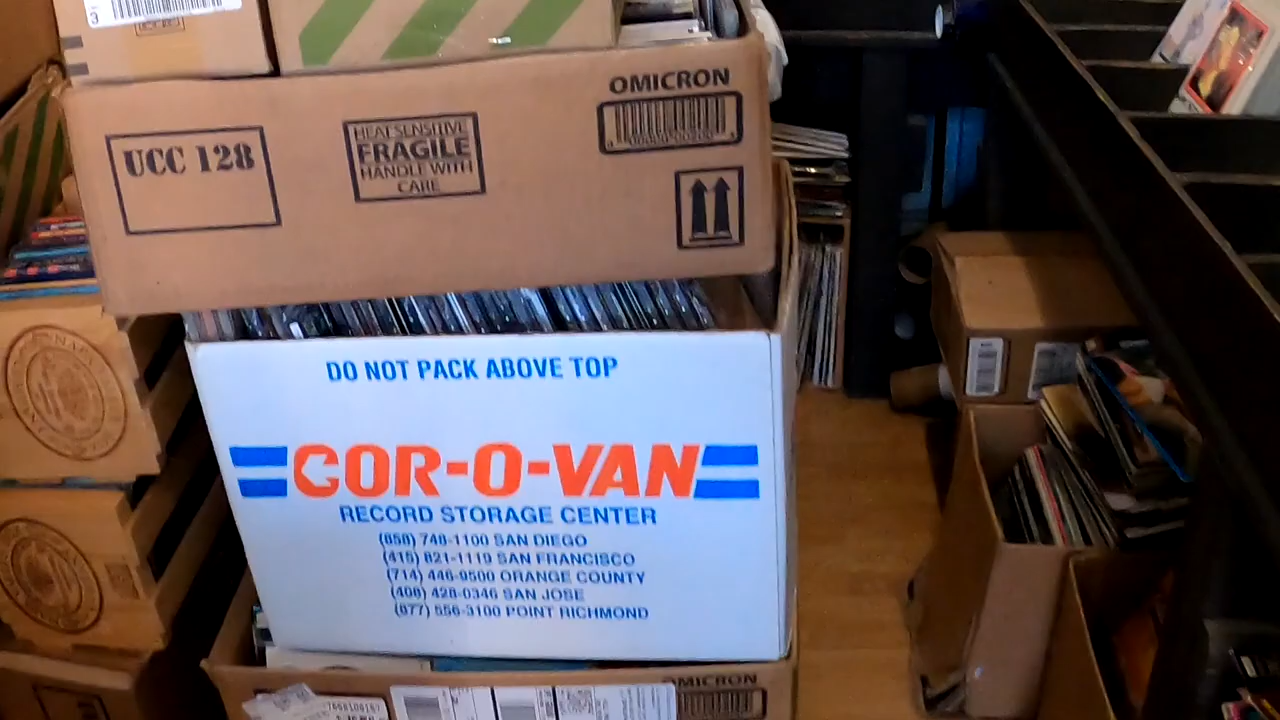 OMICRON
UCC 128
HEAT SENSITIVE
FRAGILE
HANDLE WITH
CARE
DO NOT PACK ABOVE TOP
COR-O-VAN
RECORD STORAGE CENTER
(858) 748-1100 SAN DIEGO
(415) 821-1119 SAN FRANCISCO
(714) 446-9500 ORANGE COUNTY
(408) 428-0346 SAN JOSE
(877) 556-3100 POINT RICHMOND
OMICRON